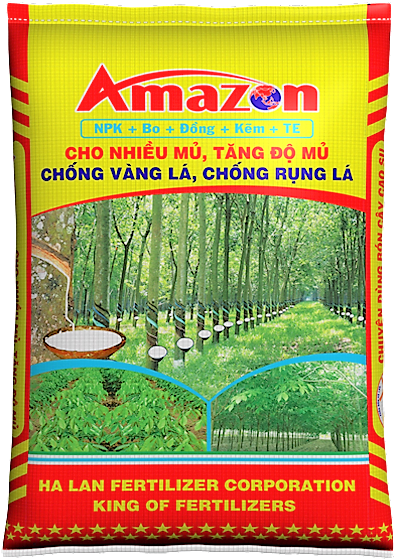 Amazon
NPK + Bo + Đồng + Kẽm + TE
CHO NHIỀU MỦ, TĂNG ĐỘ MỦ
CHỐNG VÀNG LÁ, CHỐNG RỤNG LÁ
CHUYÊN DÙNG BÓN CÂY CAO SU
HA LAN FERTILIZER CORPORATION
KING OF FERTILIZERS